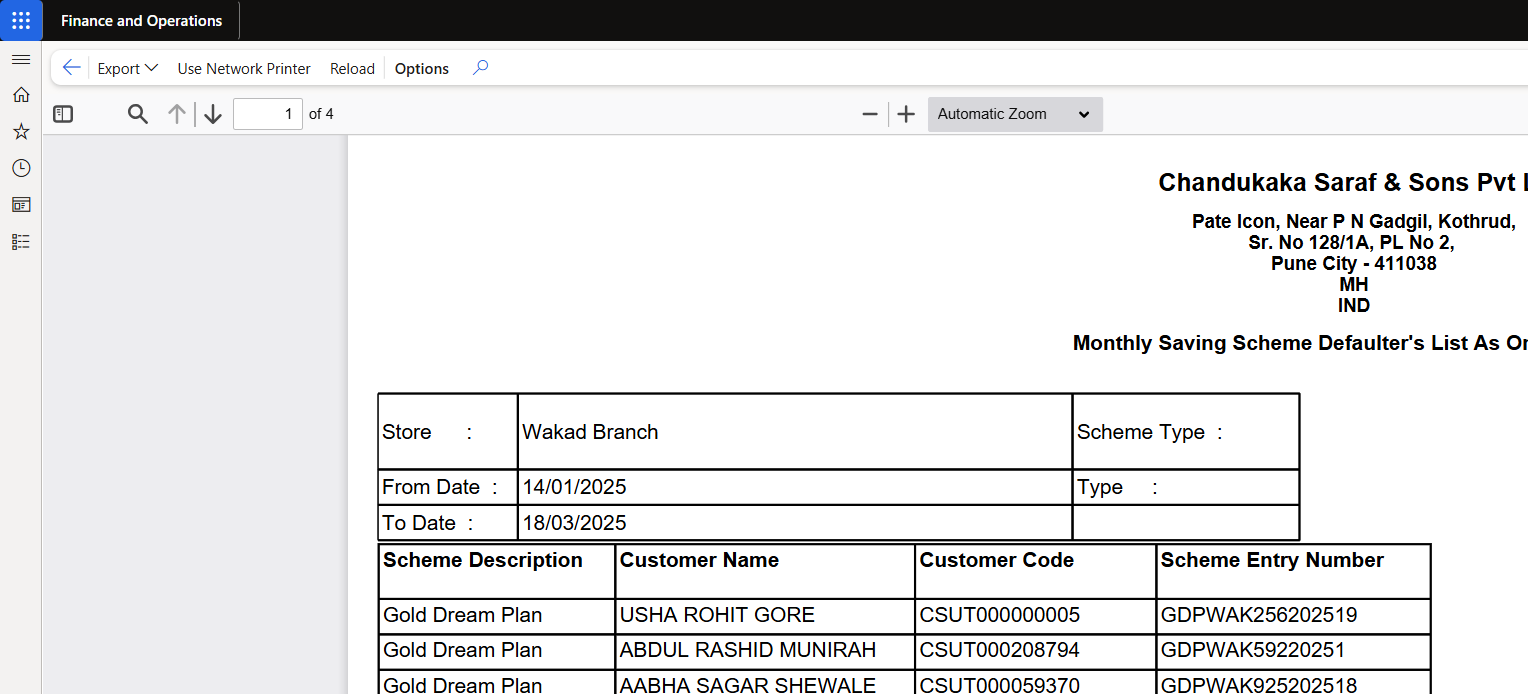 Finance and Operations
Export Use Network Printer Reload Options
1 of 4 Automatic Zoom
Chandukaka Saraf & Sons Pvt
Pate Icon, Near P N Gadgil, Kothrud,
Sr. No 128/1A, PL No 2,
Pune City - 411038
MH
IND
Monthly Saving Scheme Defaulter's List As On
Store : Wakad Branch Scheme Type :
From Date : 14/01/2025 Type :
To Date : 18/03/2025
Scheme Description Customer Name Customer Code Scheme Entry Number
Gold Dream Plan USHA ROHIT GORE CSUT000000005 GDPWAK256202519
Gold Dream Plan ABDUL RASHID MUNIRAH CSUT000208794 GDPWAK59220251
Gold Dream Plan AABHA SAGAR SHEWALE CSUT000059370 GDPWAK925202518